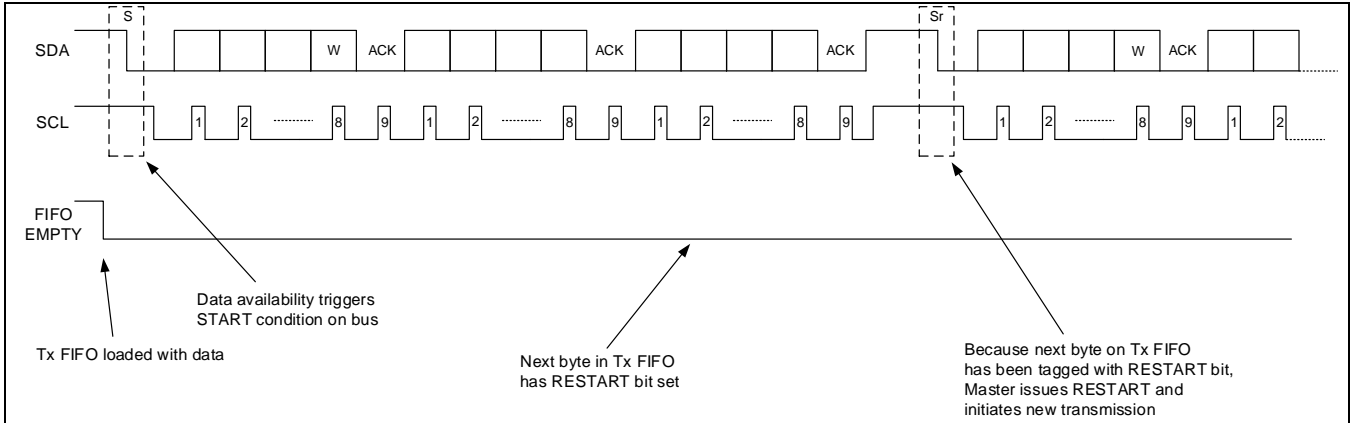 S Sr
SDA W ACK ACK ACK W ACK
SCL 1 2 8 9 1 2 8 9 1 2 8 9 1 2 8 9 1 2
FIFO
EMPTY
Data availability triggers
START condition on bus
Tx FIFO loaded with data
Next byte in Tx FIFO
has RESTART bit set
Because next byte on Tx FIFO
has been tagged with RESTART bit,
Master issues RESTART and
initiates new transmission